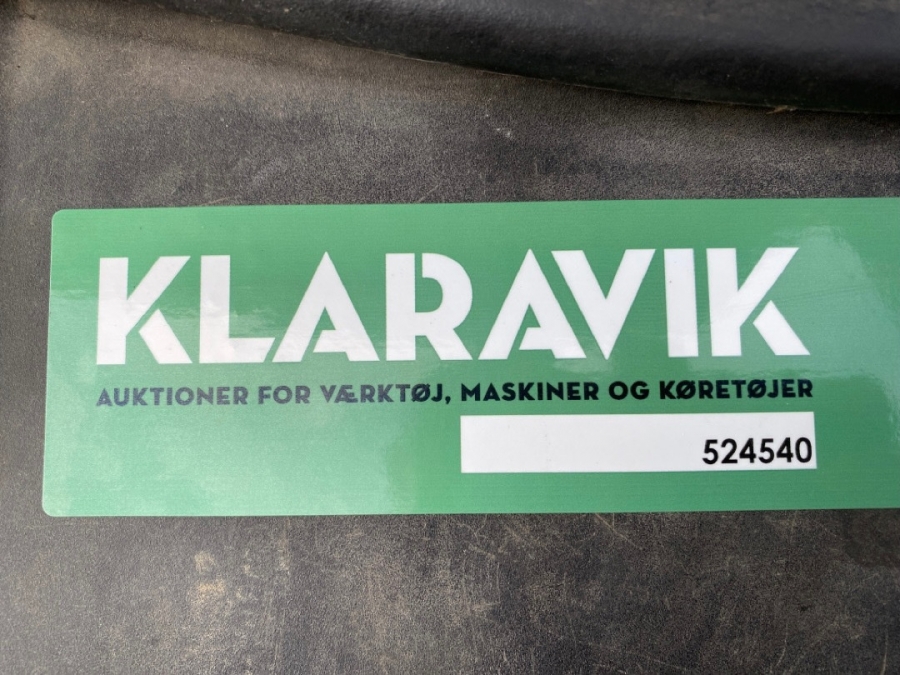 KLARAVIK
AUKTIONER FOR VÆRKTØJ, MASKINER OG KØRETØJER
524540